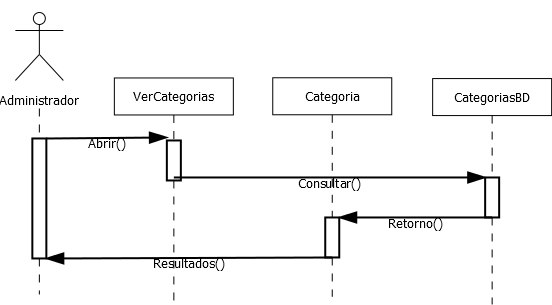 Administrador
VerCategorias
Categoria
CategoriasBD
Abrir()
Consultar()
Retorno()
Resultados()